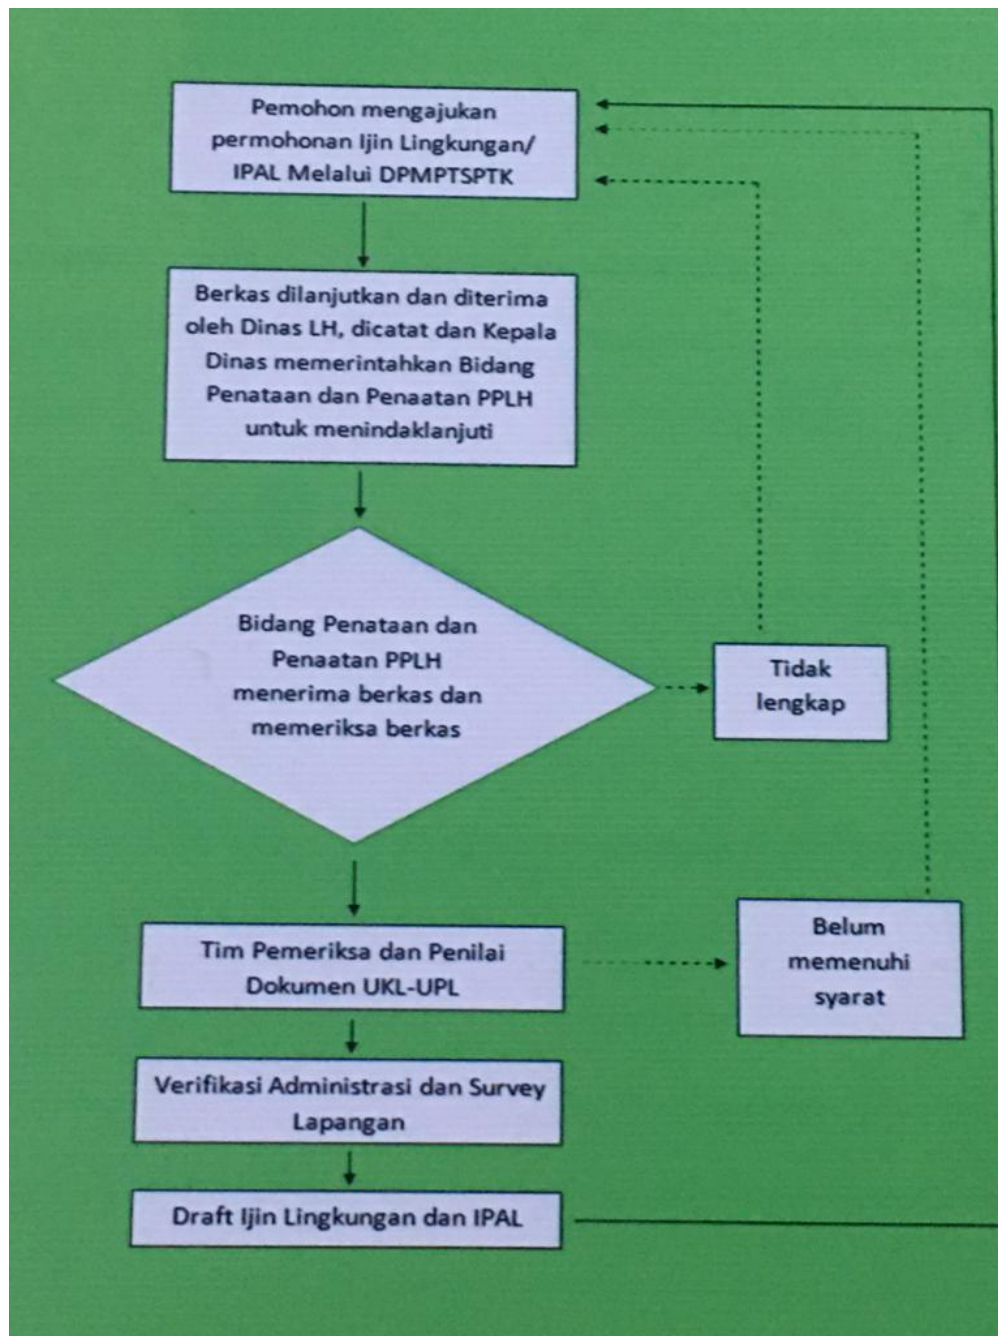 Pemohon mengajukan
permohonan Ijin Lingkungan/
IPAL Melalui DPMPTSPTK
Berkas dilanjutkan dan diterima
oleh Dinas LH, dicatat dan Kepala
Dinas memerintahkan Bidang
Penataan dan Penaatan PPLH
untuk menindaklanjuti
Bidang Penataan dan
Penaatan PPLH
menerima berkas dan
memeriksa berkas
Tidak
lengkap
Tim Pemeriksa dan Penilai
Dokumen UKL-UPL
Belum
memenuhi
syarat
Verifikasi Administrasi dan Survey
Lapangan
Draft Ijin Lingkungan dan IPAL